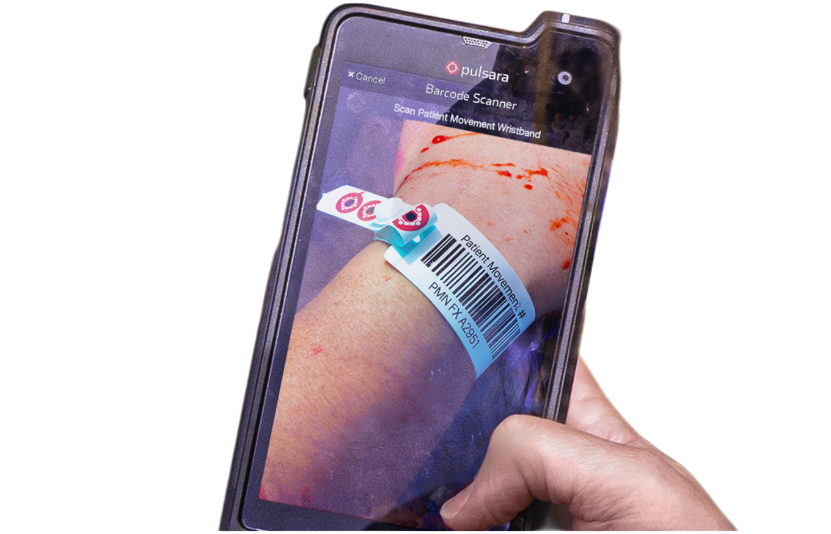 pulsara
× Cancel
Barcode Scanner
Scan Patient Movement Wristband
Patient Movement #
PMN FX A2951